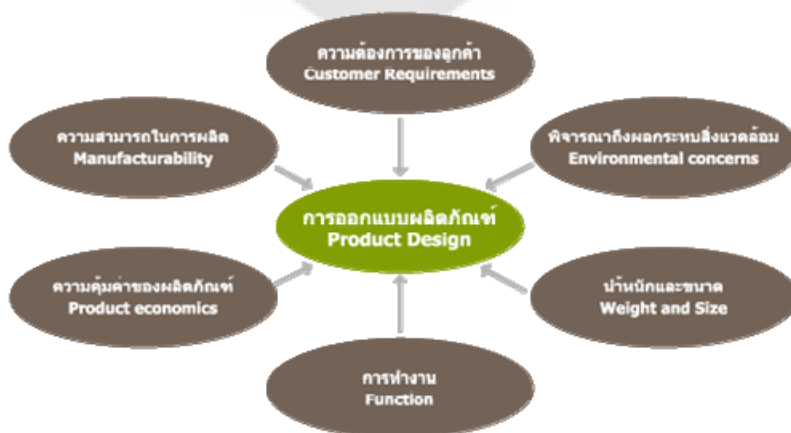 ความต้องการของลูกค้า
Customer Requirements
ความสามารถในการผลิต
Manufacturability
พิจารณาถึงผลกระทบสิ่งแวดล้อม
Environmental concerns
การออกแบบผลิตภัณฑ์
Product Design
ความคุ้มค่าของผลิตภัณฑ์
Product economics
น้ำหนักและขนาด
Weight and Size
การทำงาน
Function